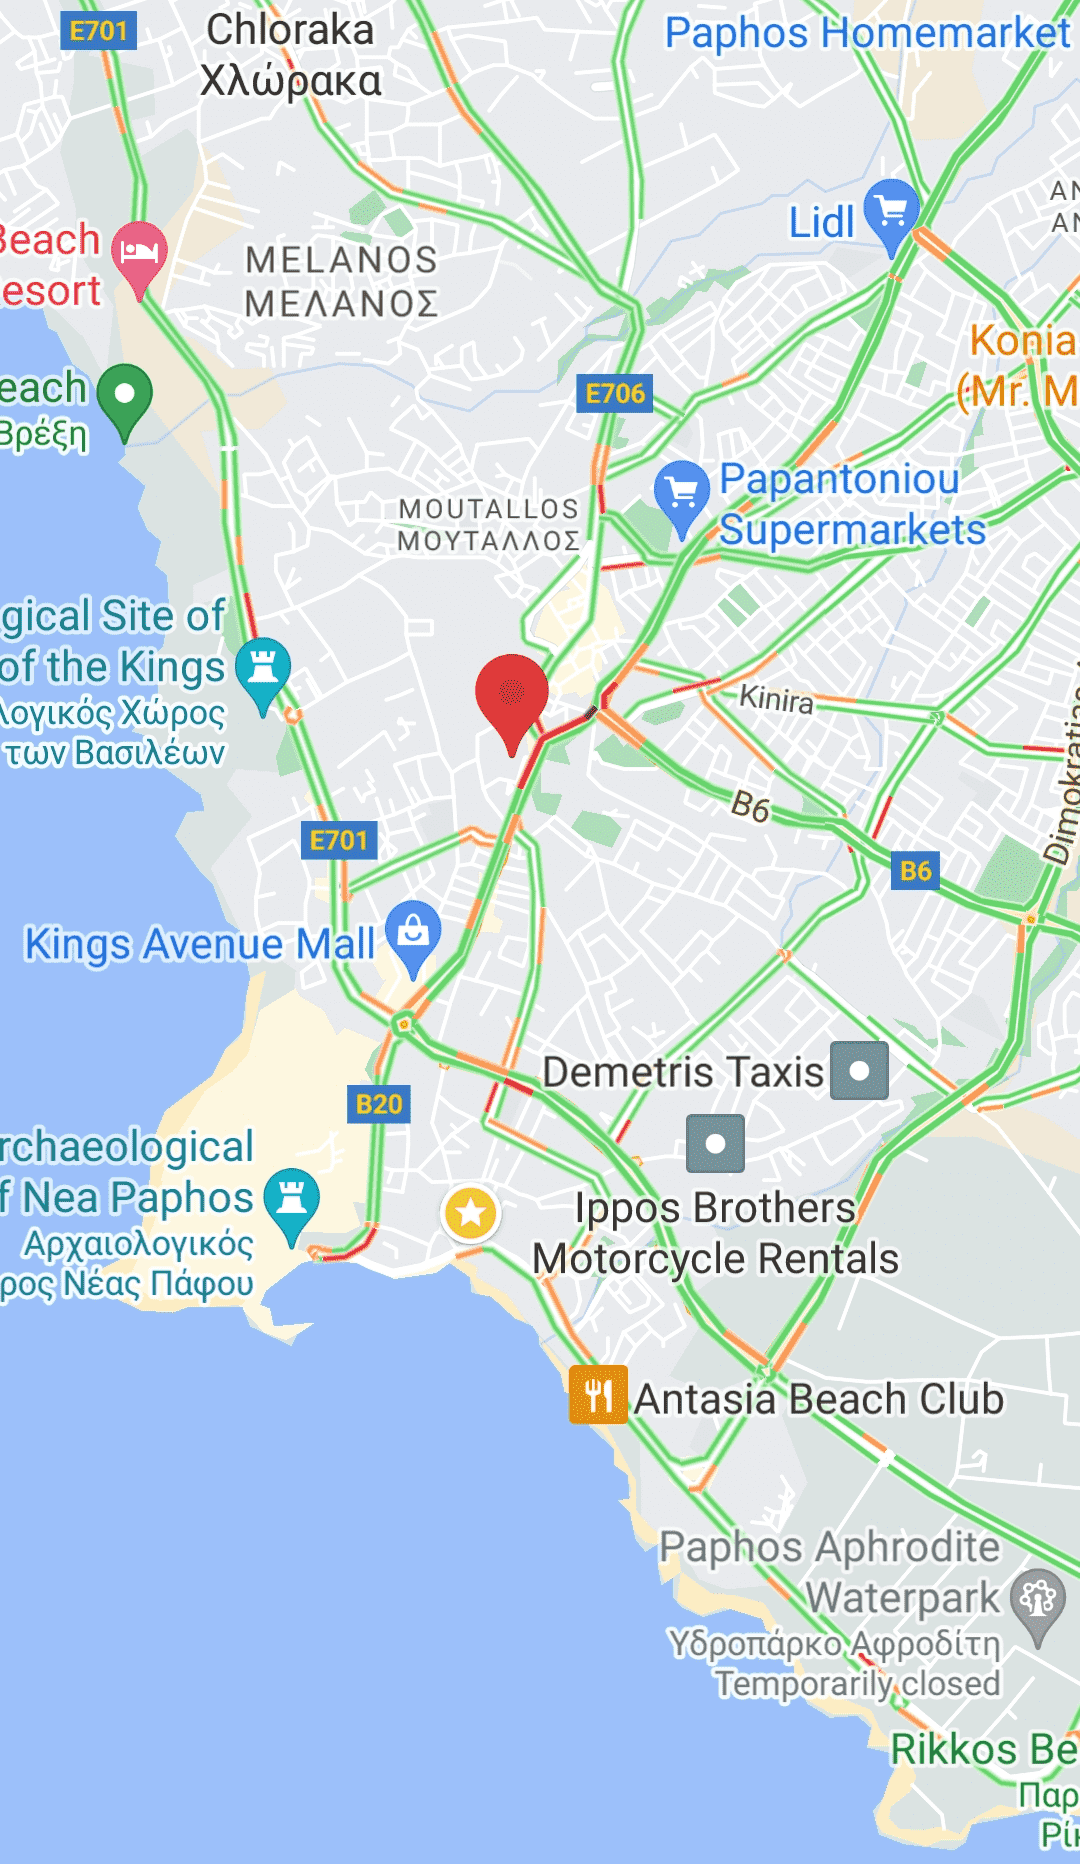 E701
Chloraka
Χλώρακα
Paphos Homemarket
Lidl
Beach
esort
MELANOS
ΜΕΛΑΝΟΣ
Konia
(Mr. M
each
Βρέξη
E706
MOUTALLOS
ΜΟΥΤΑΛΛΟΣ
Papantoniou
Supermarkets
gical Site of
of the Kings
λογικός Χώρος
των Βασιλέων
Kinira
B6
E701
B6
Dimokratias
Kings Avenue Mall
Demetris Taxis
B20
rchaeological
f Nea Paphos
Αρχαιολογικός
ρος Νέας Πάφου
Ippos Brothers
Motorcycle Rentals
Antasia Beach Club
Paphos Aphrodite
Waterpark
Υδροπάρκο Αφροδίτη
Temporarily closed
Rikkos Be
Παρ
Ρίκ